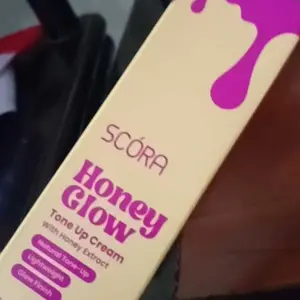 SCÓRA
Honey
Glow
Tone Up Cream
With Honey Extract
Natural Tone-Up
Lightweight
Glow Finish